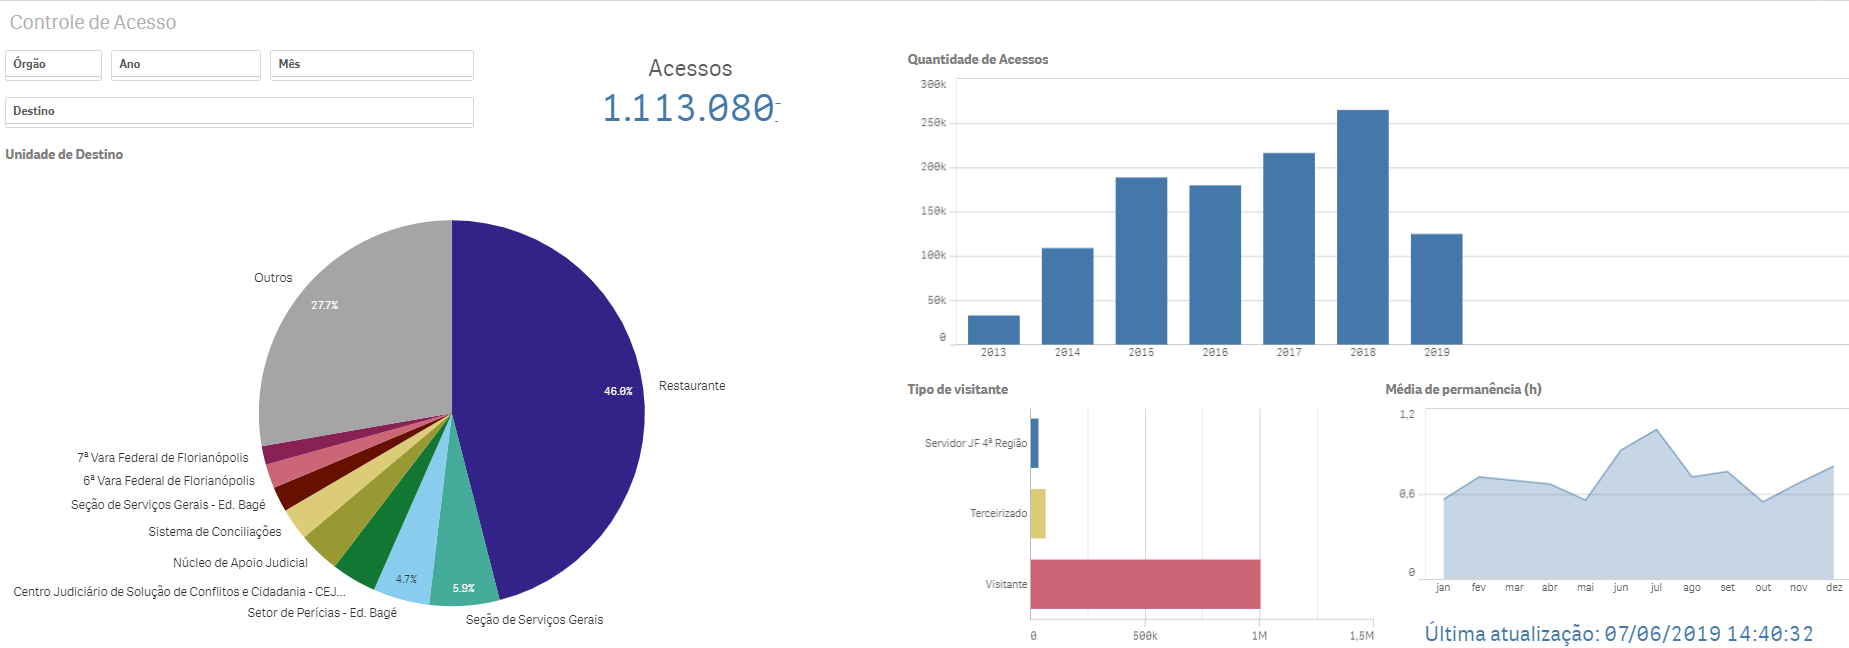 Controle de Acesso
Órgão
Ano
Mês
Destino
Acessos
1.113.080
Unidade de Destino
Outros
27.7%
46.0%
Restaurante
7ª Vara Federal de Florianópolis
6ª Vara Federal de Florianópolis
Seção de Serviços Gerais - Ed. Bagé
Sistema de Conciliações
Núcleo de Apoio Judicial
Centro Judiciário de Solução de Conflitos e Cidadania - CEJ...
Setor de Perícias - Ed. Bagé
4.7%
5.9%
Seção de Serviços Gerais
Quantidade de Acessos
300k
250k
200k
150k
100k
50k
0
2013 2014 2015 2016 2017 2018 2019
Tipo de visitante
Servidor JF 4ª Região
Terceirizado
Visitante
0 500k 1M 1,5M
Média de permanência (h)
1,2
0,6
0
jan fev mar abr mai jun jul ago set out nov dez
Última atualização: 07/06/2019 14:40:32